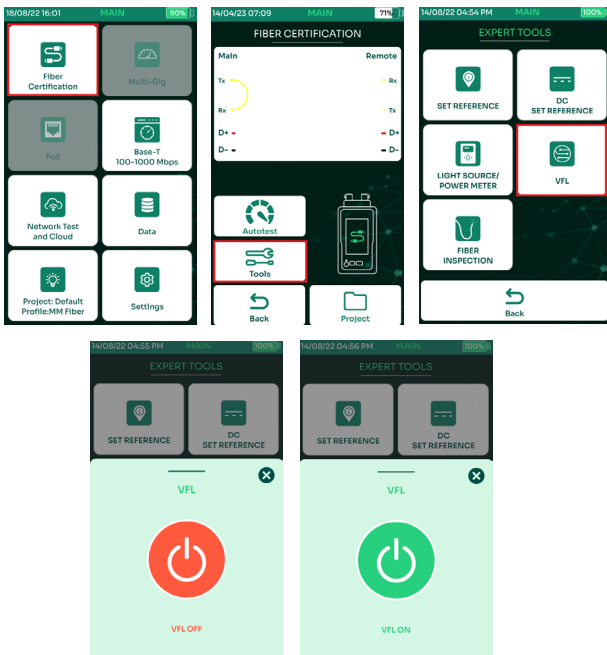 18/08/22 16:01 MAIN 90%
Fiber
Certification
Multi-Gig
PoE
Base-T
100-1000 Mbps
Network Test
and Cloud
Data
Project: Default
Profile:MM Fiber
Settings
14/04/23 07:09 MAIN 71%
FIBER CERTIFICATION
Main Remote
Tx Rx
Rx Tx
D+ D+
D- D-
Autotest
Tools
Back
Project
14/08/22 04:54 PM MAIN 100%
EXPERT TOOLS
SET REFERENCE
DC
SET REFERENCE
LIGHT SOURCE/
POWER METER
VFL
FIBER
INSPECTION
Back
14/08/22 04:55 PM MAIN 100%
EXPERT TOOLS
SET REFERENCE
DC
SET REFERENCE
VFL
VFL OFF
14/08/22 04:56 PM MAIN 100%
EXPERT TOOLS
SET REFERENCE
DC
SET REFERENCE
VFL
VFL ON